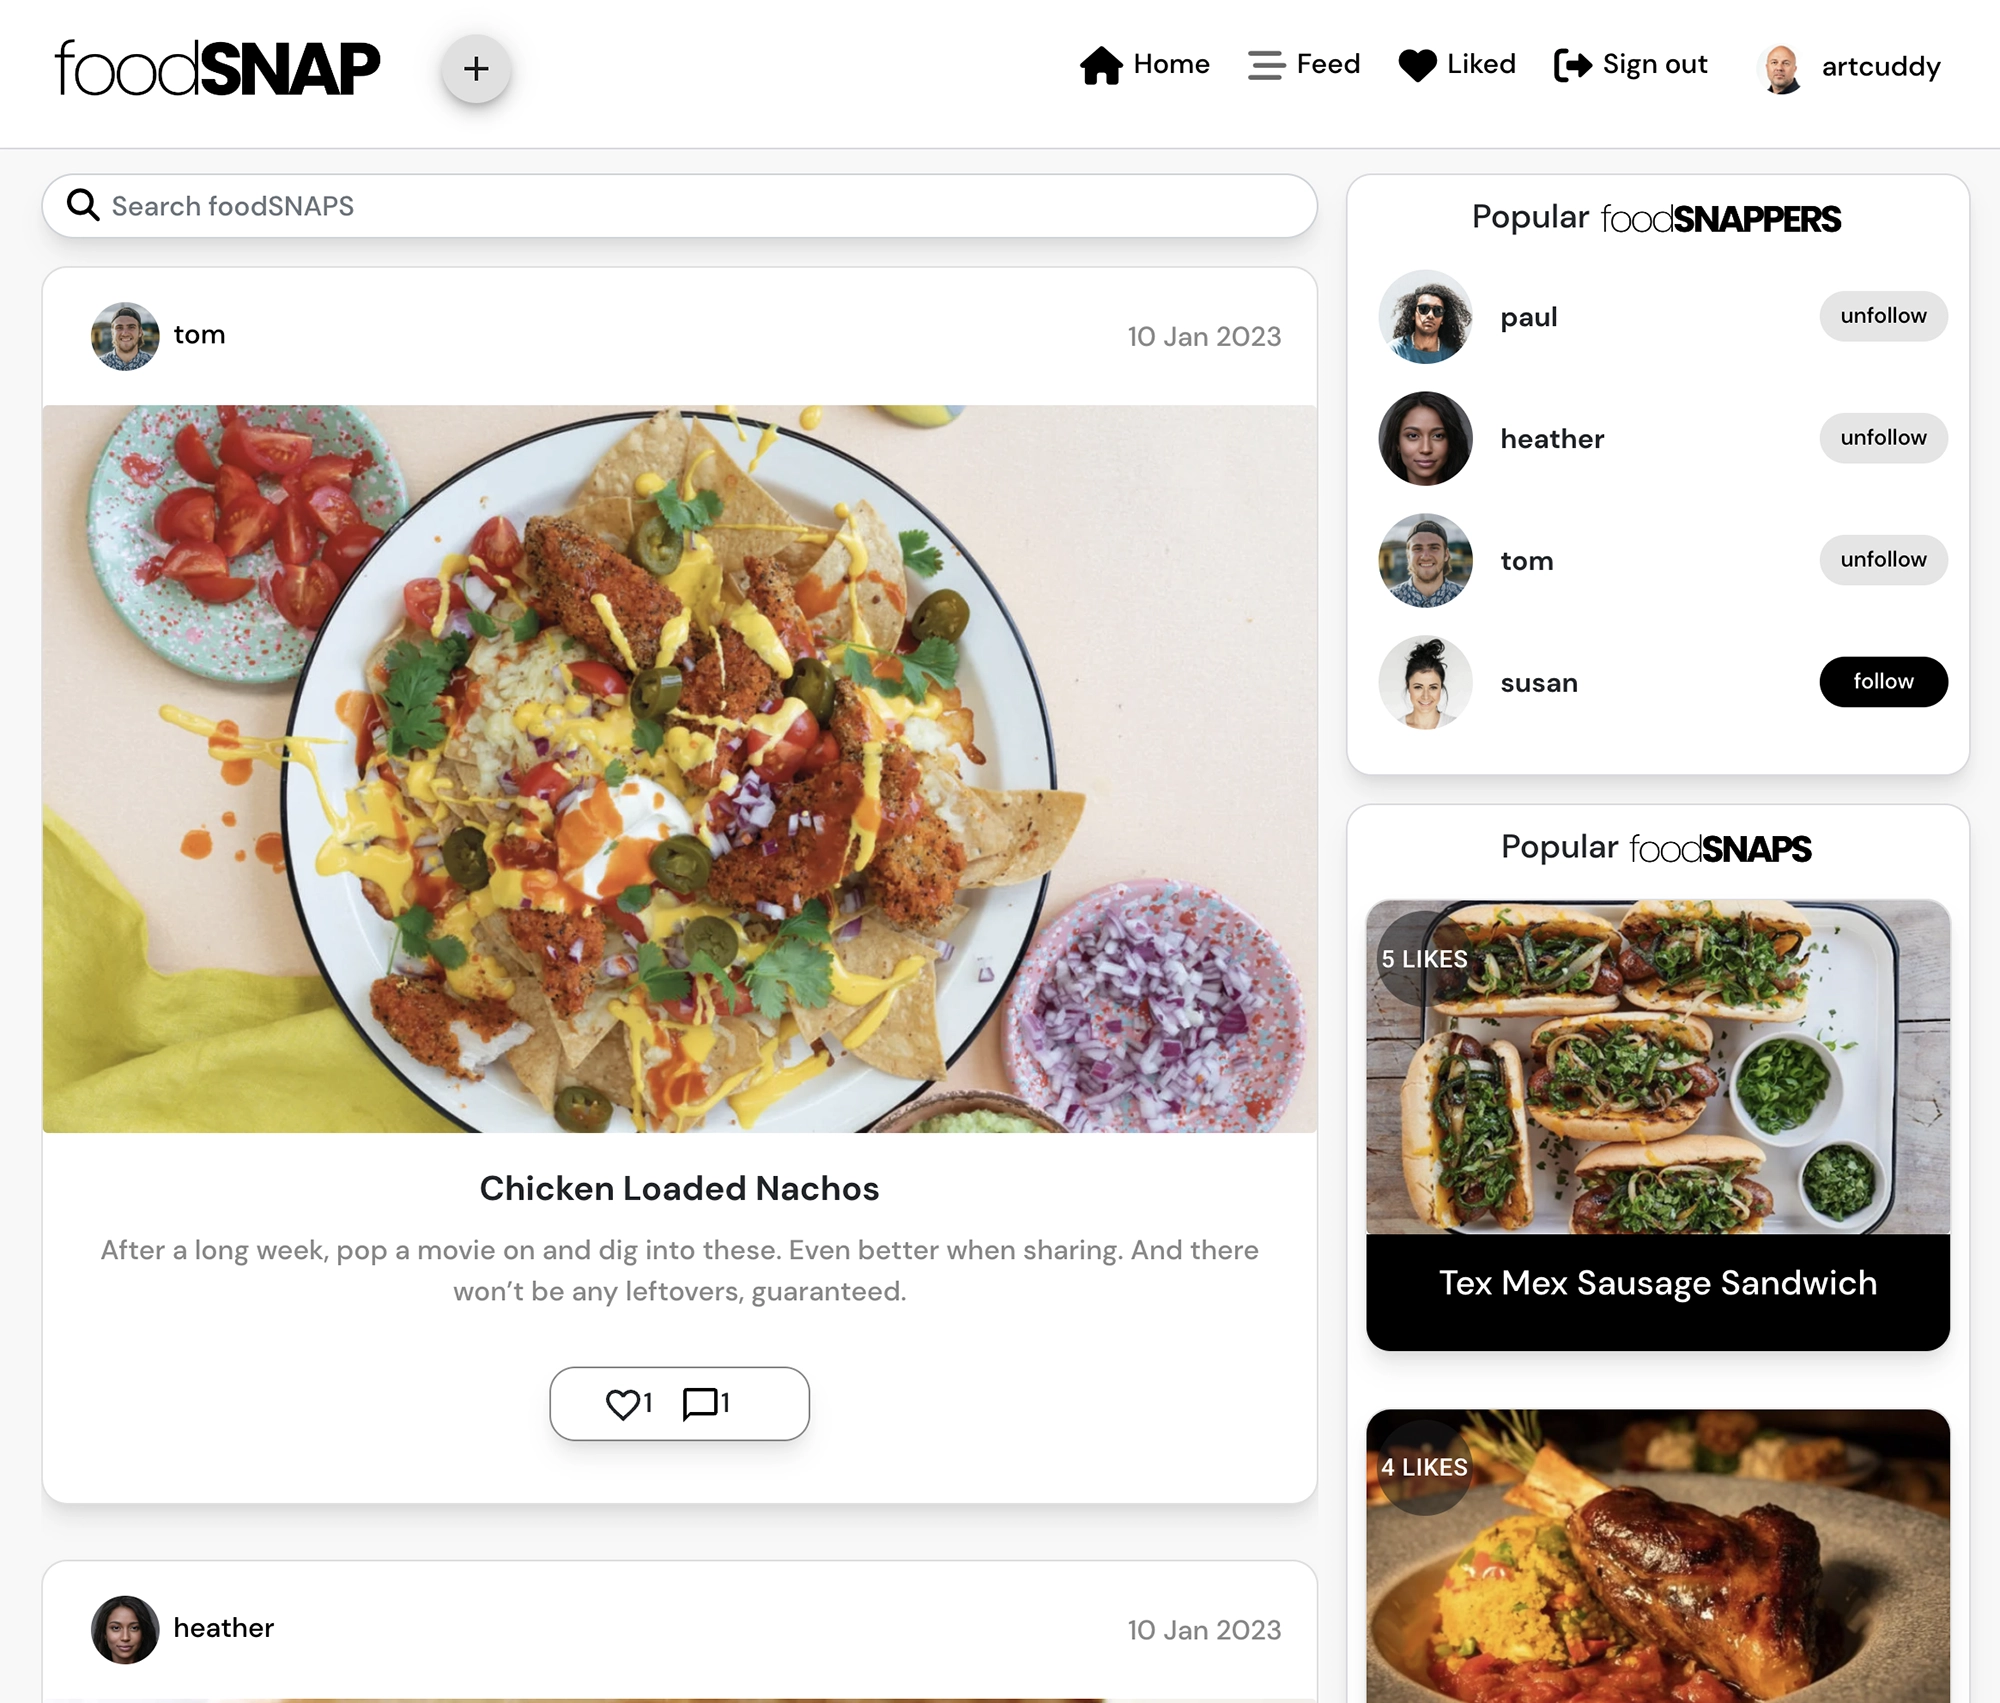 foodSNAP
+
Home
Feed
Liked
Sign out
artcuddy
Search foodSNAPS
tom
10 Jan 2023
Chicken Loaded Nachos
After a long week, pop a movie on and dig into these. Even better when sharing. And there
won’t be any leftovers, guaranteed.
1
1
heather
10 Jan 2023
Popular foodSNAPPERS
paul
unfollow
heather
unfollow
tom
unfollow
susan
follow
Popular foodSNAPS
5 LIKES
Tex Mex Sausage Sandwich
4 LIKES